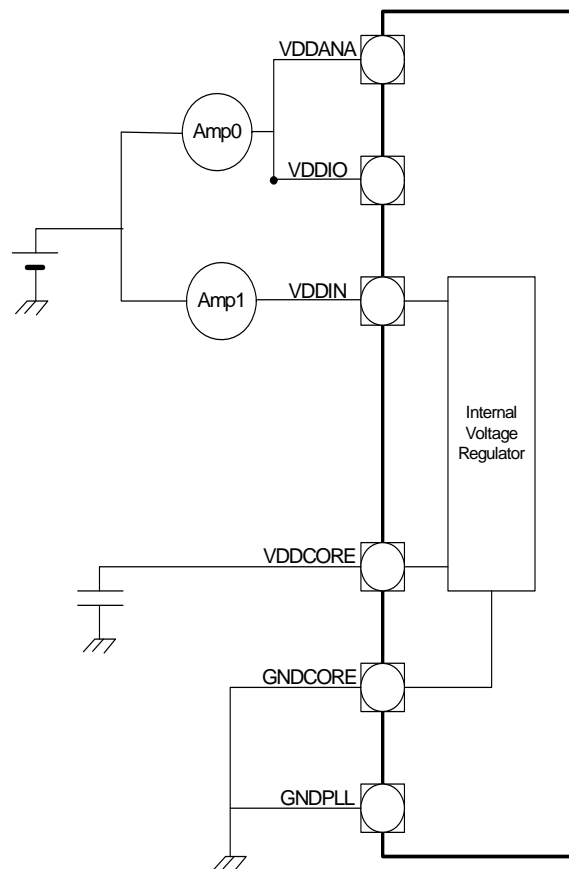 VDDANA
Amp0
VDDIO
Amp1
VDDIN
Internal
Voltage
Regulator
VDDCORE
GNDCORE
GNDPLL